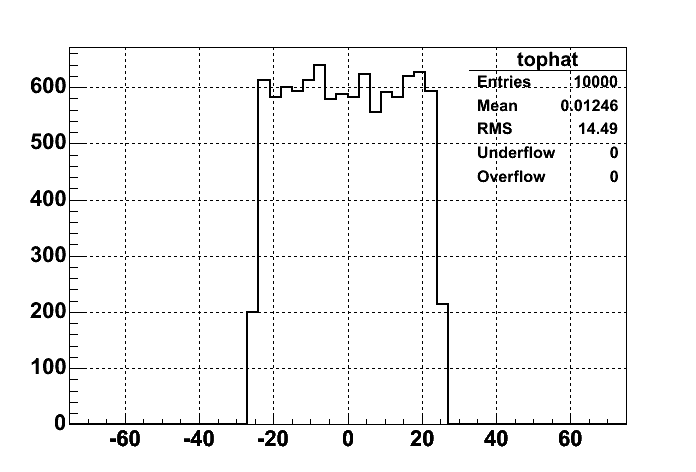 tophat
Entries 10000
Mean 0.01246
RMS 14.49
Underflow 0
Overflow 0
600
500
400
300
200
100
0
-60 -40 -20 0 20 40 60